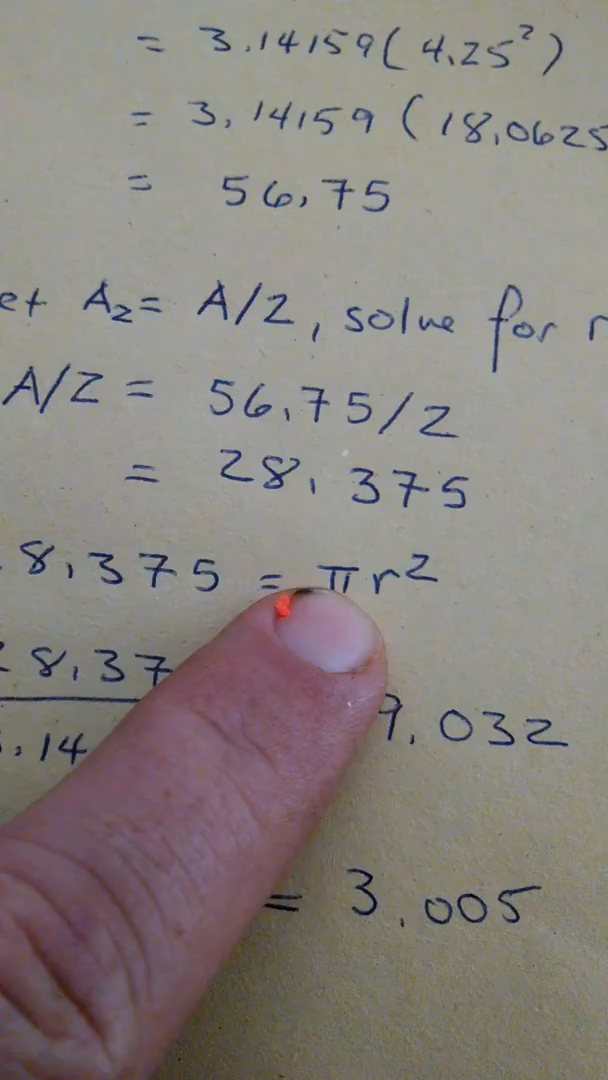 = 3.14159(4.25²)
= 3.14159 (18.0625
= 56.75
et A₂= A/2, solve for r
A/2 = 56.75/2
= 28.375
8.375 = πr²
28.37
.14 9.032
= 3.005